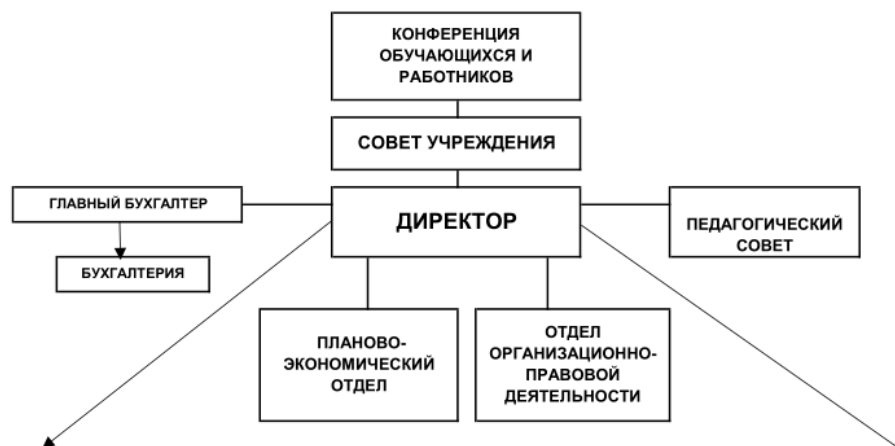 КОНФЕРЕНЦИЯ
ОБУЧАЮЩИХСЯ И
РАБОТНИКОВ
СОВЕТ УЧРЕЖДЕНИЯ
ГЛАВНЫЙ БУХГАЛТЕР
ДИРЕКТОР
ПЕДАГОГИЧЕСКИЙ
СОВЕТ
БУХГАЛТЕРИЯ
ПЛАНОВО-
ЭКОНОМИЧЕСКИЙ
ОТДЕЛ
ОТДЕЛ
ОРГАНИЗАЦИОННО-
ПРАВОВОЙ
ДЕЯТЕЛЬНОСТИ